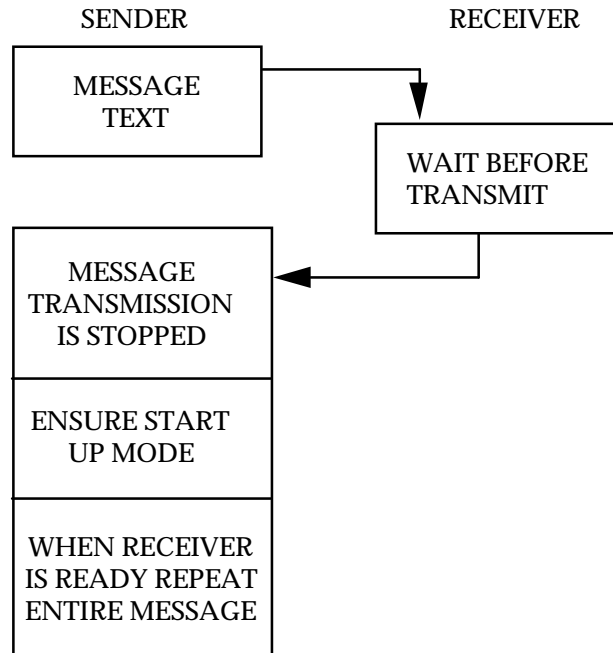 SENDER
RECEIVER
MESSAGE
TEXT
WAIT BEFORE
TRANSMIT
MESSAGE
TRANSMISSION
IS STOPPED
ENSURE START
UP MODE
WHEN RECEIVER
IS READY REPEAT
ENTIRE MESSAGE